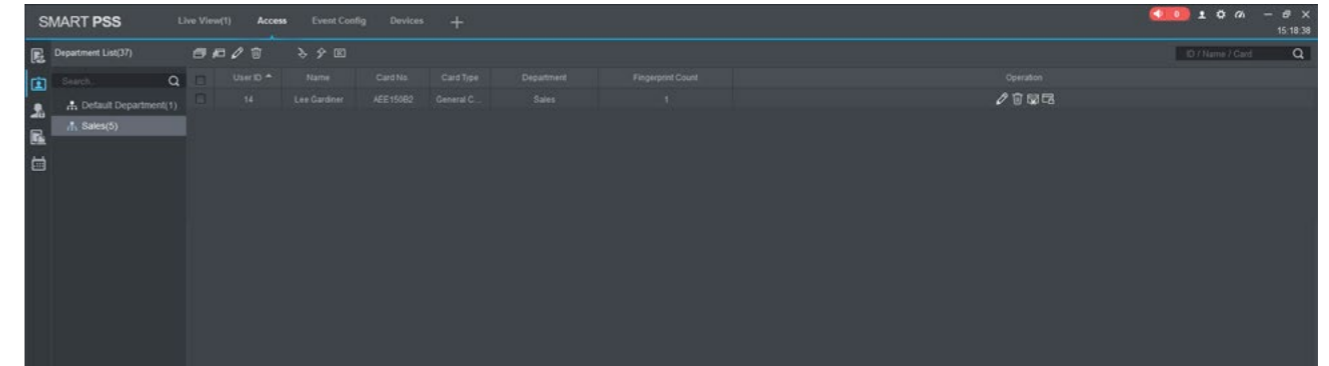 SMART PSS Live View(1) Access Event Config Devices 0
15:18:38
Department List(37) ID / Name / Card
Search... User ID Name Card No. Card Type Department Fingerprint Count Operation
Default Department(1) 14 Lee Gardiner AEE150B2 General C... Sales 1
Sales(5)